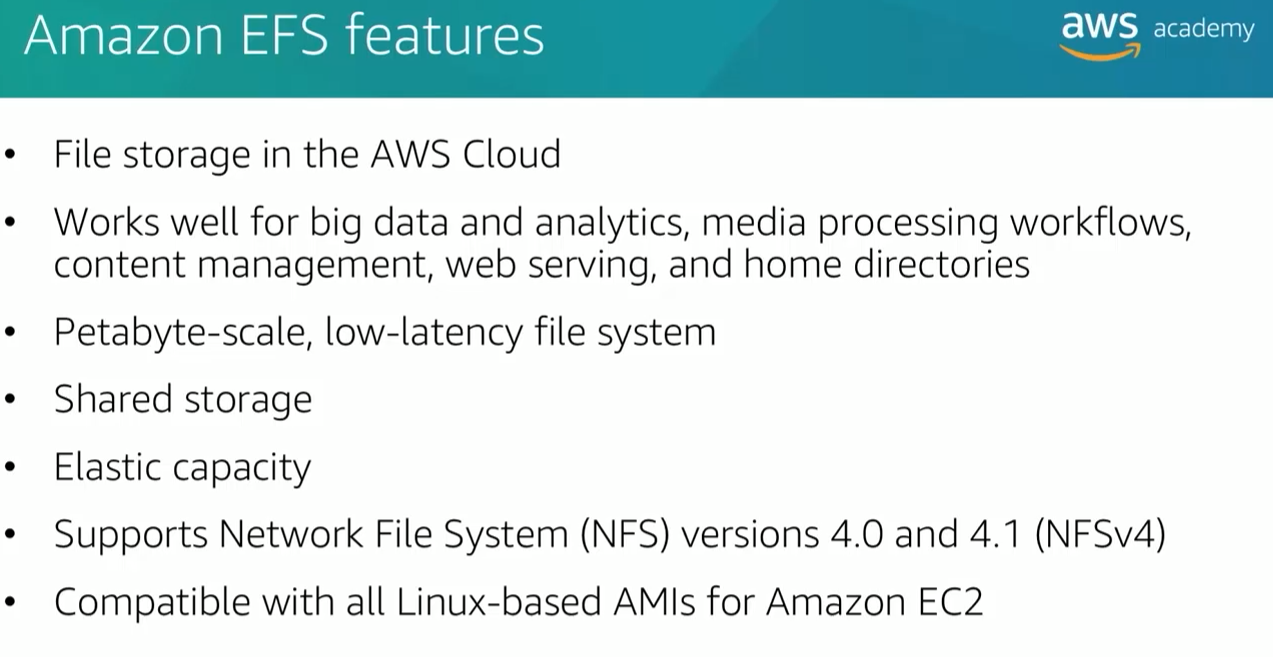 Amazon EFS features
aws academy
• File storage in the AWS Cloud
• Works well for big data and analytics, media processing workflows,
content management, web serving, and home directories
• Petabyte-scale, low-latency file system
• Shared storage
• Elastic capacity
• Supports Network File System (NFS) versions 4.0 and 4.1 (NFSv4)
• Compatible with all Linux-based AMIs for Amazon EC2